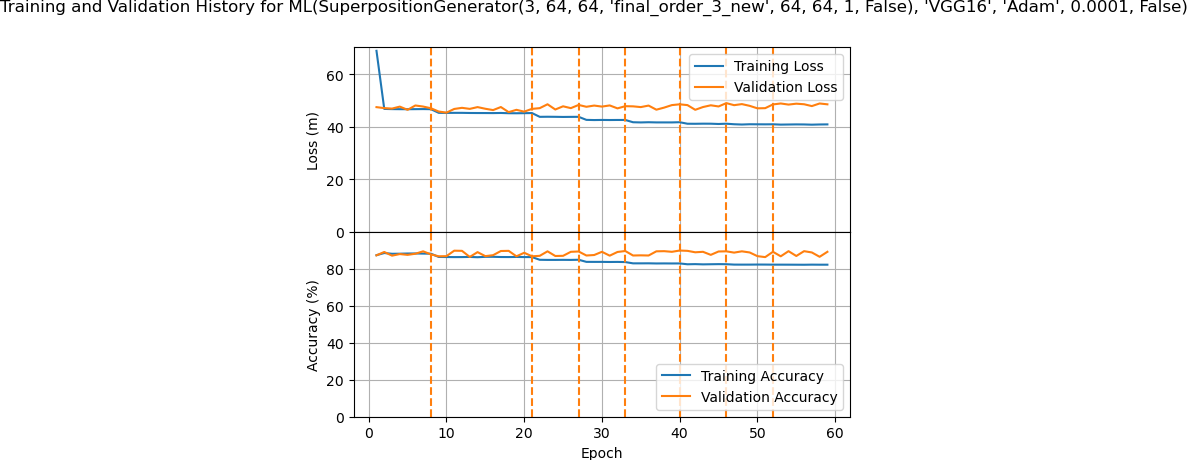 Training and Validation History for ML(SuperpositionGenerator(3, 64, 64, 'final_order_3_new', 64, 64, 1, False), 'VGG16', 'Adam', 0.0001, False)
Training Loss
Validation Loss
60
40
20
0
Loss (m)
80
60
40
20
0
Accuracy (%)
Training Accuracy
Validation Accuracy
0 10 20 30 40 50 60
Epoch